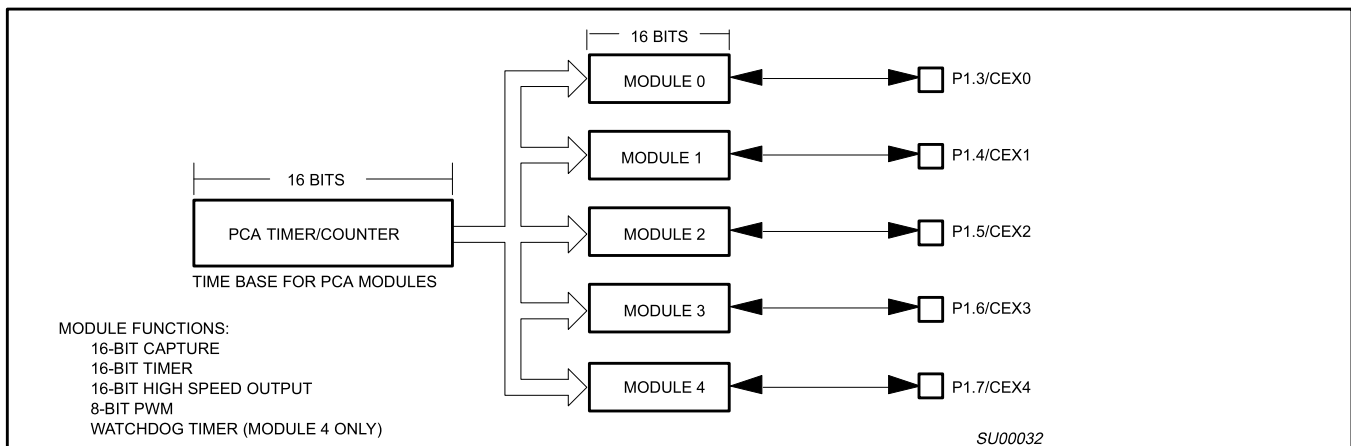 16 BITS
MODULE 0
P1.3/CEX0
MODULE 1
P1.4/CEX1
16 BITS
PCA TIMER/COUNTER
MODULE 2
P1.5/CEX2
TIME BASE FOR PCA MODULES
MODULE 3
P1.6/CEX3
MODULE FUNCTIONS:
16-BIT CAPTURE
16-BIT TIMER
16-BIT HIGH SPEED OUTPUT
8-BIT PWM
WATCHDOG TIMER (MODULE 4 ONLY)
MODULE 4
P1.7/CEX4
SU00032